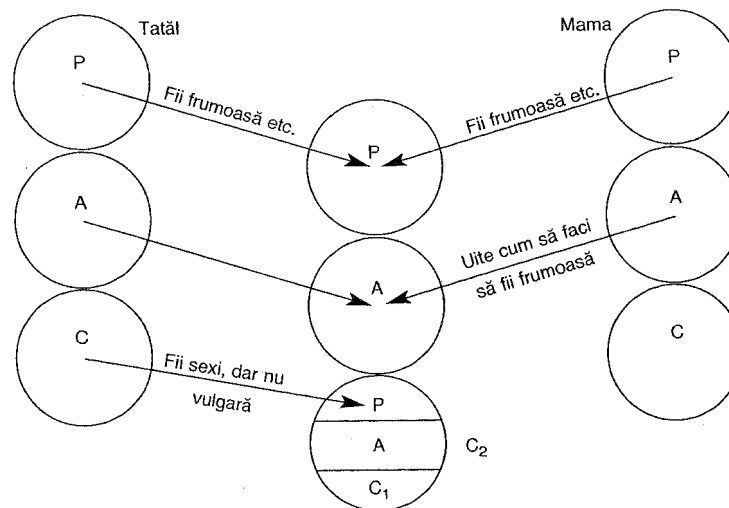 Tatăl
Mama
P
P
Fii frumoasă etc.
Fii frumoasă etc.
P
A
A
Uite cum să faci
să fii frumoasă
A
C
C
Fii sexi, dar nu
vulgară
P
A
C₂
C₁